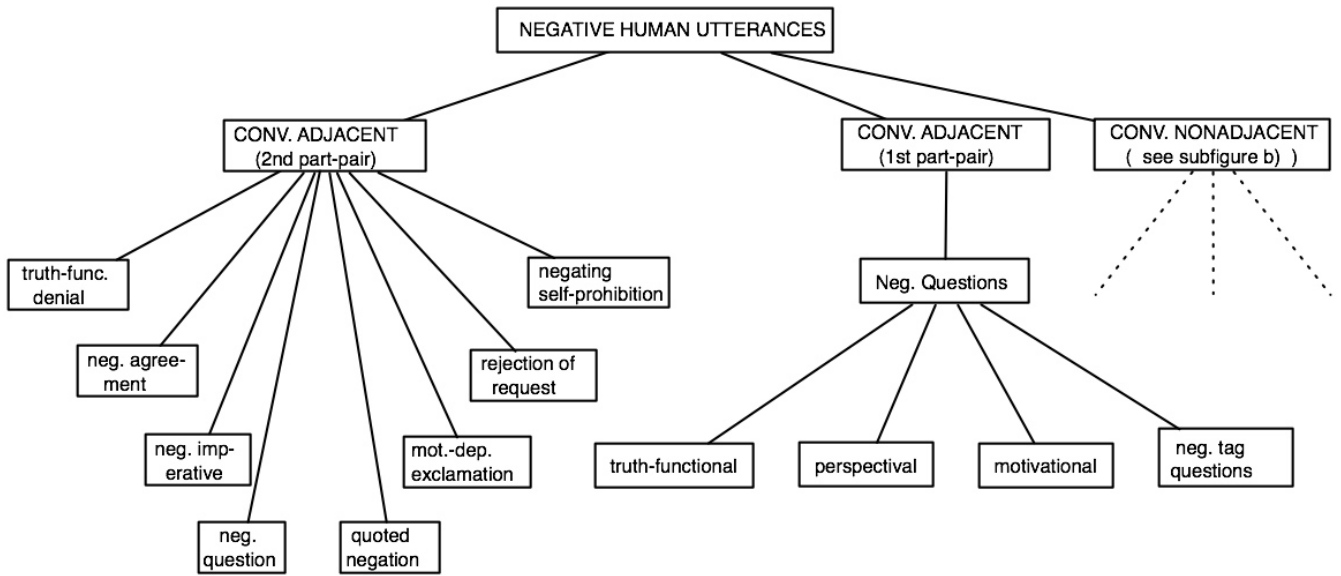 NEGATIVE HUMAN UTTERANCES
CONV. ADJACENT
(2nd part-pair)
CONV. ADJACENT
(1st part-pair)
CONV. NONADJACENT
( see subfigure b) )
truth-func.
denial
negating
self-prohibition
Neg. Questions
neg. agree-
ment
rejection of
request
neg. imp-
erative
mot.-dep.
exclamation
truth-functional
perspectival
motivational
neg. tag
questions
neg.
question
quoted
negation